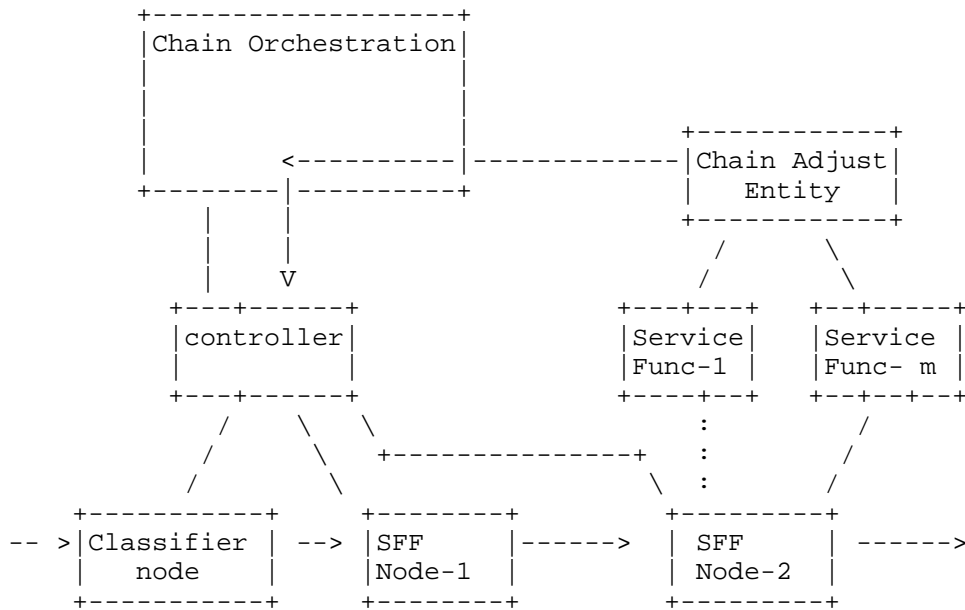 Chain Orchestration
Chain Adjust
Entity
V
controller
Service
Func-1
Service
Func- m
Classifier
node
SFF
Node-1
SFF
Node-2